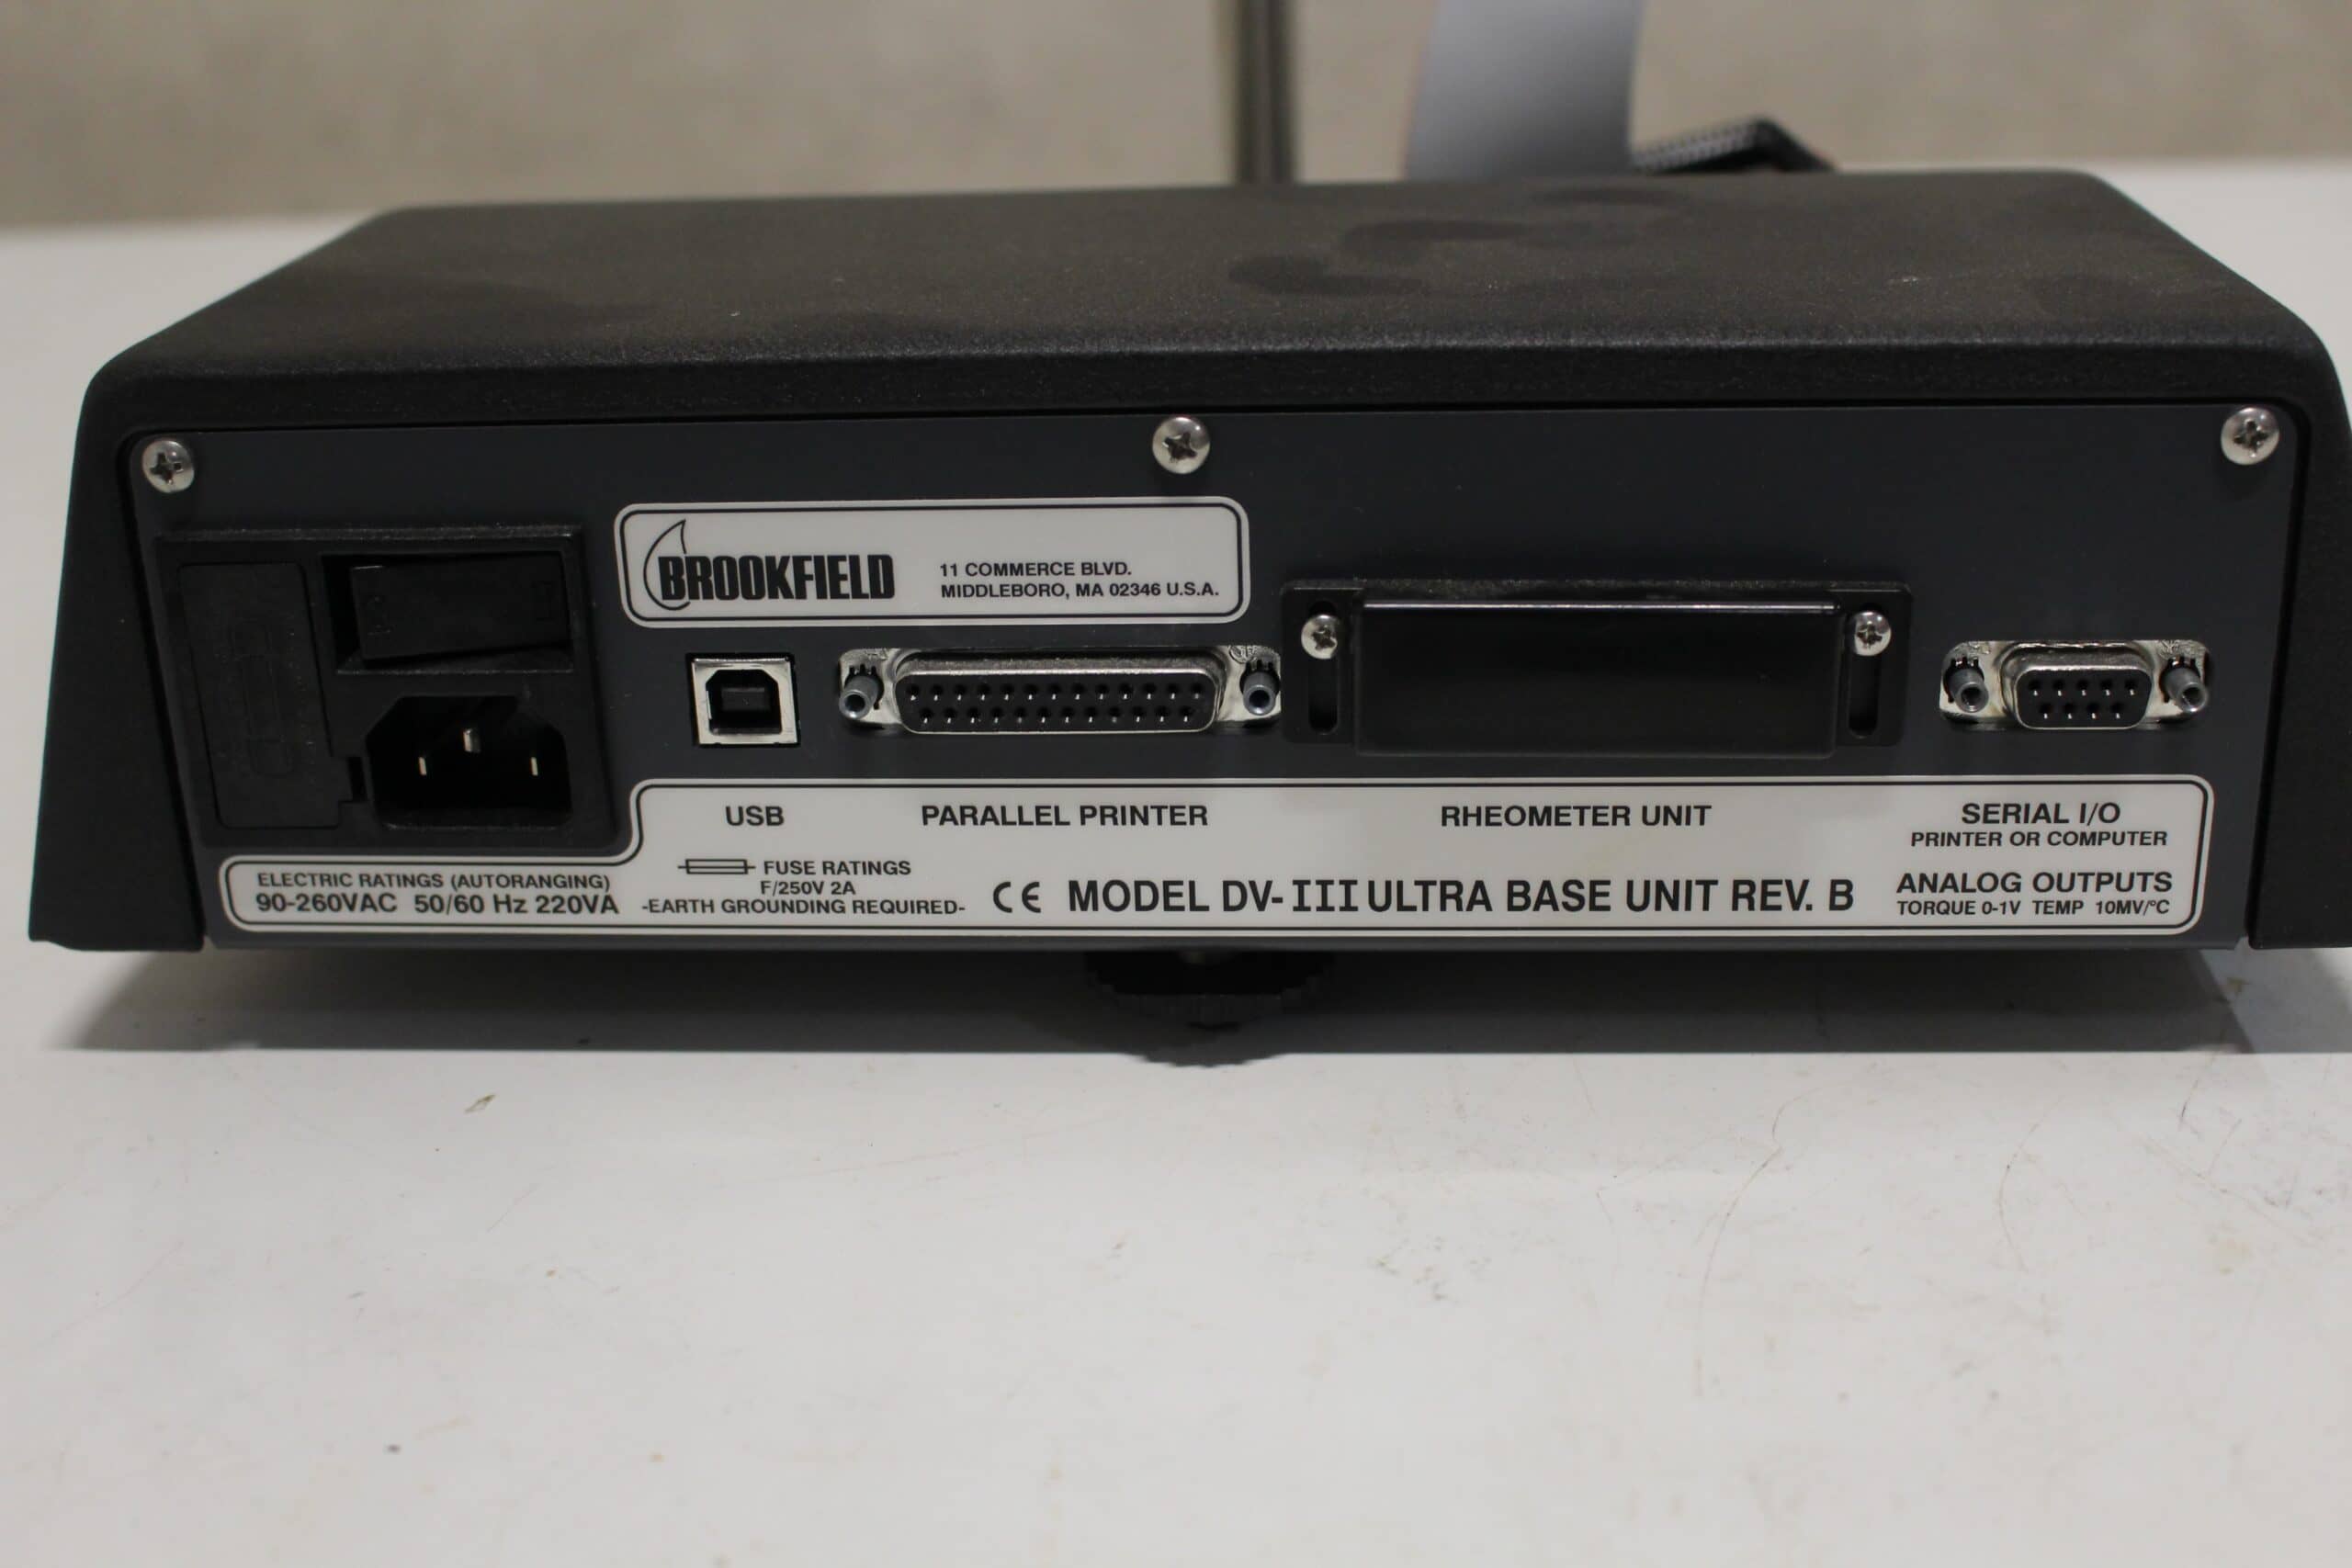 BROOKFIELD
11 COMMERCE BLVD.
MIDDLEBORO, MA 02346 U.S.A.
USB
PARALLEL PRINTER
RHEOMETER UNIT
SERIAL I/O
PRINTER OR COMPUTER
ELECTRIC RATINGS (AUTORANGING)
90-260VAC 50/60 Hz 220VA
FUSE RATINGS
F/250V 2A
-EARTH GROUNDING REQUIRED-
CE MODEL DV-III ULTRA BASE UNIT REV. B
ANALOG OUTPUTS
TORQUE 0-1V TEMP 10MV/°C